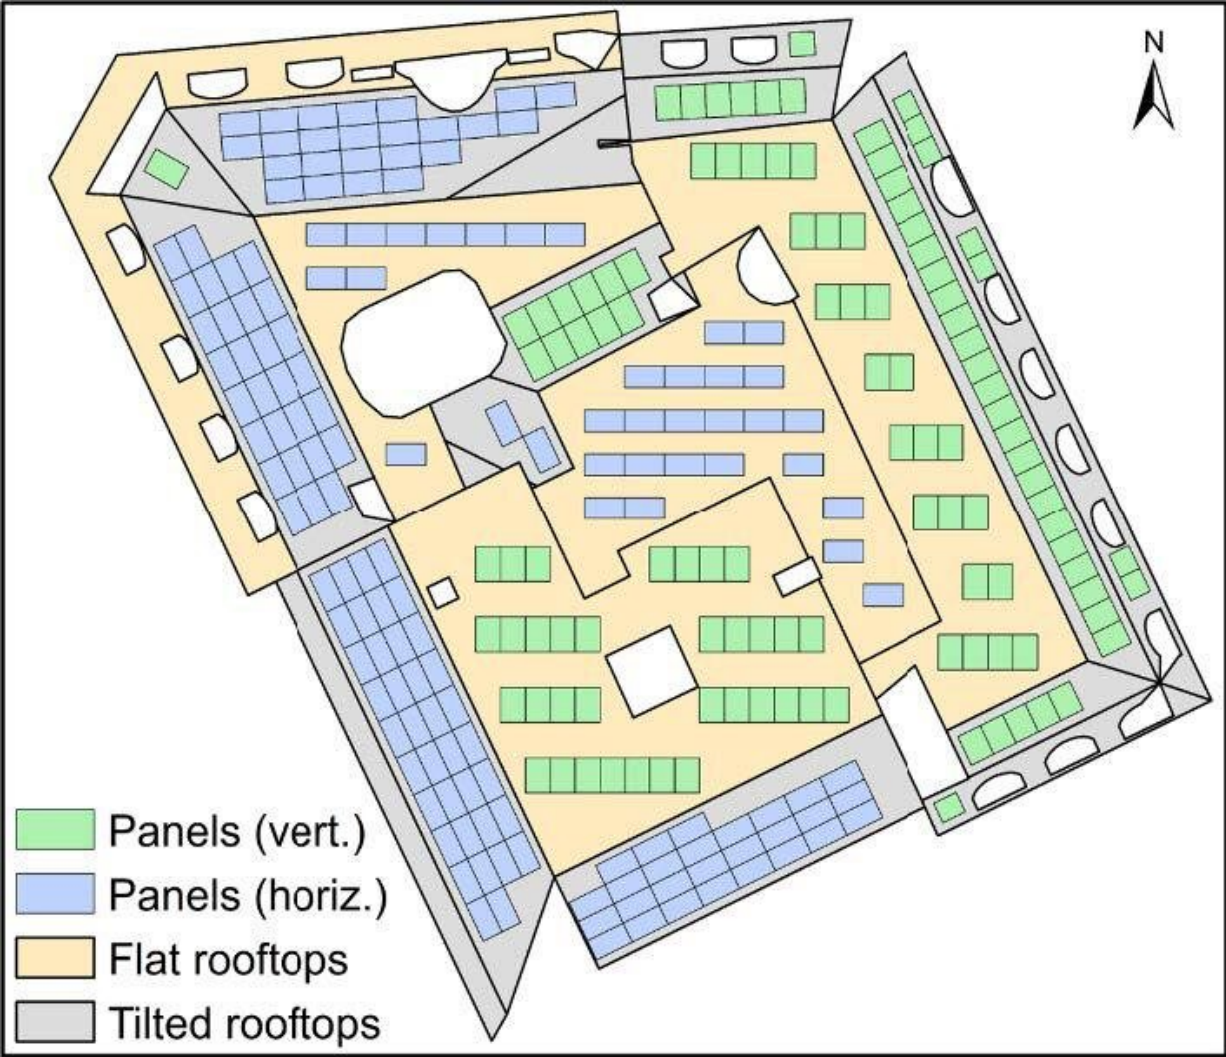 N
Panels (vert.)
Panels (horiz.)
Flat rooftops
Tilted rooftops